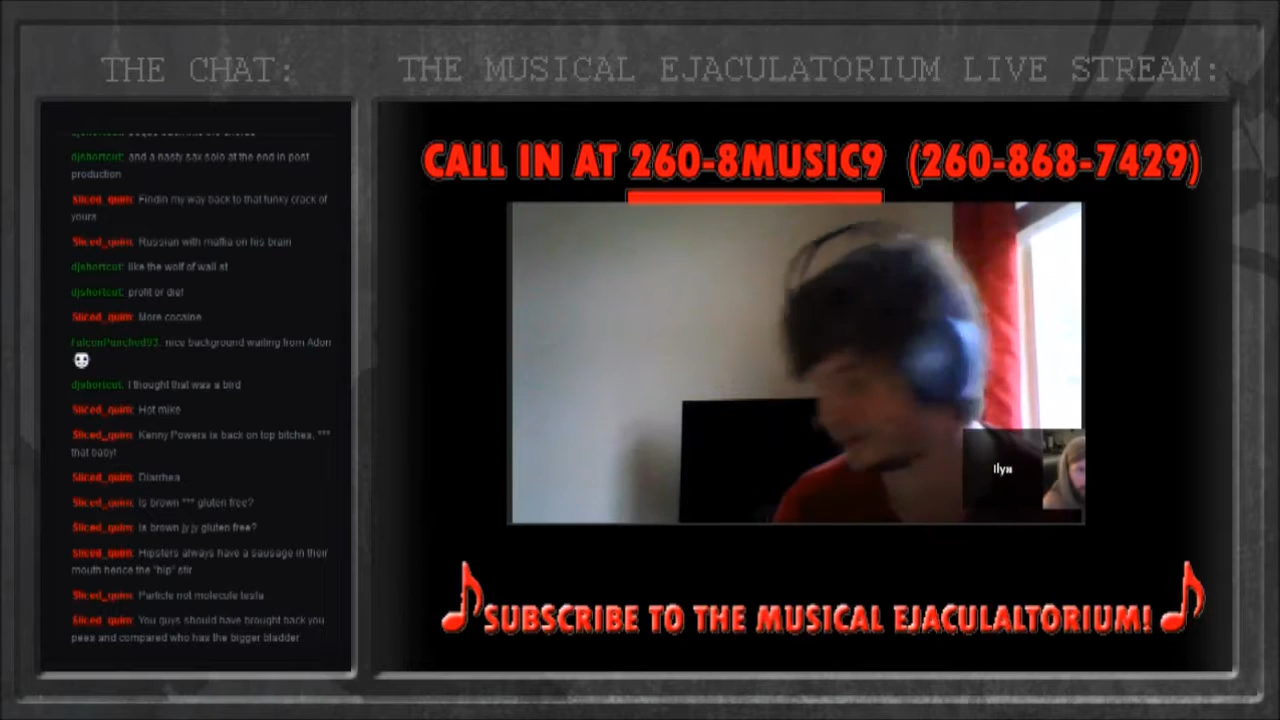 THE CHAT:
THE MUSICAL EJACULATORIUM LIVE STREAM:
djshortcut: and a nasty sax solo at the end in post
production
Sliced_quim: Findin my way back to that funky crack of
yours
Sliced_quim: Russian with maffia on his brain
djshortcut: like the wolf of wall st
djshortcut: profit or die!
Sliced_quim: More cocaine
FalconPunched93: nice background waiting from Adon
djshortcut: I thought that was a bird
Sliced_quim: Hot mike
Sliced_quim: Kenny Powers is back on top bitches, ***
that baby!
Sliced_quim: Diarrhea
Sliced_quim: Is brown *** gluten free?
Sliced_quim: Is brown jyjy gluten free?
Sliced_quim: Hipsters always have a sausage in their
mouth hence the "hip" stir
Sliced_quim: Particle not molecule tesla
Sliced_quim: You guys should have brought back you
pees and compared who has the bigger bladder
CALL IN AT 260-8MUSIC9 (260-868-7429)
Ilya
SUBSCRIBE TO THE MUSICAL EJACULALTORIUM!